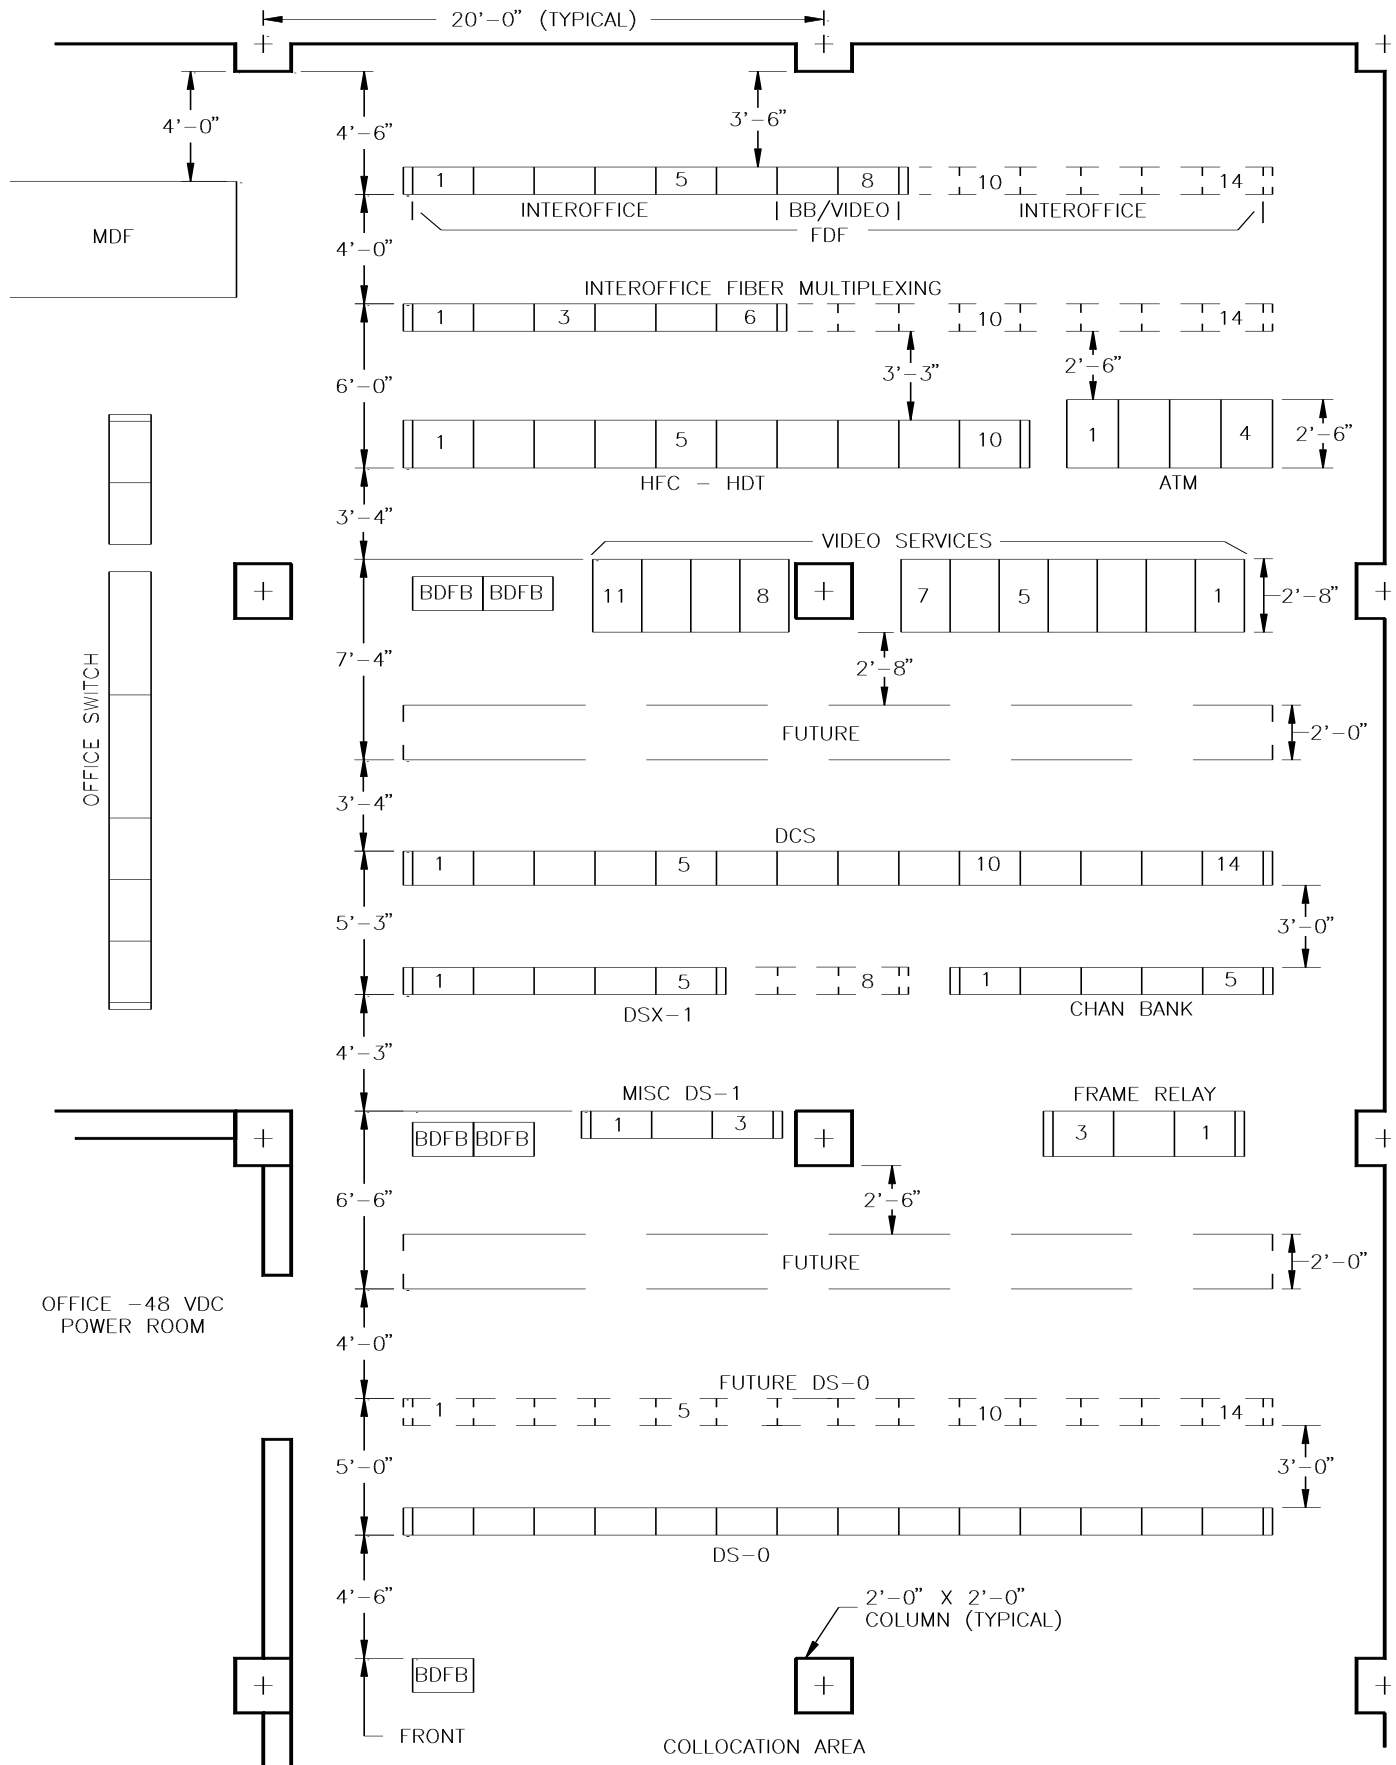 20'-0" (TYPICAL)
4'-0"
4'-6"
3'-6"
1 5 8 10 14
INTEROFFICE BB/VIDEO INTEROFFICE
FDF
MDF
4'-0"
INTEROFFICE FIBER MULTIPLEXING
1 3 6 10 14
6'-0"
3'-3"
2'-6"
1 5 10
1 4
2'-6"
HFC - HDT
ATM
3'-4"
VIDEO SERVICES
BDFB BDFB
11 8
7 5 1
2'-8"
OFFICE SWITCH
7'-4"
2'-8"
FUTURE
2'-0"
3'-4"
DCS
1 5 10 14
5'-3"
3'-0"
1 5 8
1 5
DSX-1
CHAN BANK
4'-3"
MISC DS-1
FRAME RELAY
BDFB BDFB
1 3
3 1
6'-6"
2'-6"
FUTURE
2'-0"
OFFICE -48 VDC
POWER ROOM
4'-0"
FUTURE DS-0
1 5 10 14
5'-0"
3'-0"
DS-0
4'-6"
2'-0" X 2'-0"
COLUMN (TYPICAL)
BDFB
FRONT
COLLOCATION AREA